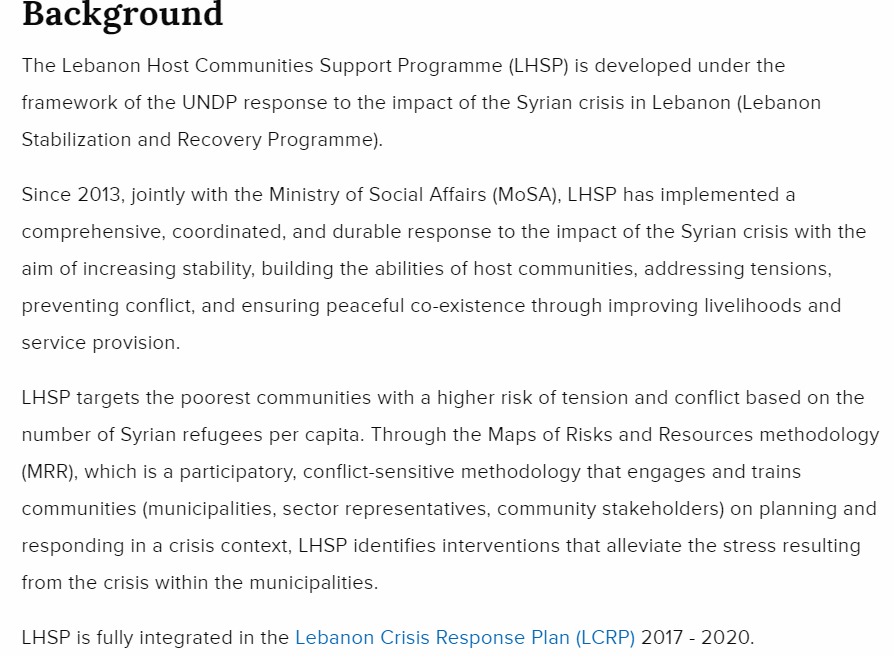 Background
The Lebanon Host Communities Support Programme (LHSP) is developed under the
framework of the UNDP response to the impact of the Syrian crisis in Lebanon (Lebanon
Stabilization and Recovery Programme).
Since 2013, jointly with the Ministry of Social Affairs (MoSA), LHSP has implemented a
comprehensive, coordinated, and durable response to the impact of the Syrian crisis with the
aim of increasing stability, building the abilities of host communities, addressing tensions,
preventing conflict, and ensuring peaceful co-existence through improving livelihoods and
service provision.
LHSP targets the poorest communities with a higher risk of tension and conflict based on the
number of Syrian refugees per capita. Through the Maps of Risks and Resources methodology
(MRR), which is a participatory, conflict-sensitive methodology that engages and trains
communities (municipalities, sector representatives, community stakeholders) on planning and
responding in a crisis context, LHSP identifies interventions that alleviate the stress resulting
from the crisis within the municipalities.
LHSP is fully integrated in the Lebanon Crisis Response Plan (LCRP) 2017 - 2020.